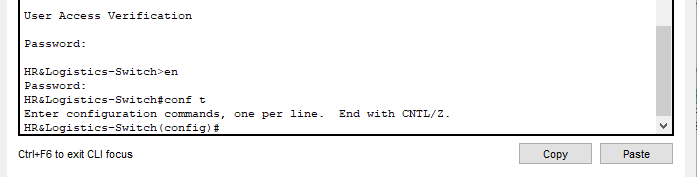 User Access Verification
Password:
HR&Logistics-Switch>en
Password:
HR&Logistics-Switch#conf t
Enter configuration commands, one per line.  End with CNTL/Z.
HR&Logistics-Switch(config)#
Ctrl+F6 to exit CLI focus
Copy
Paste